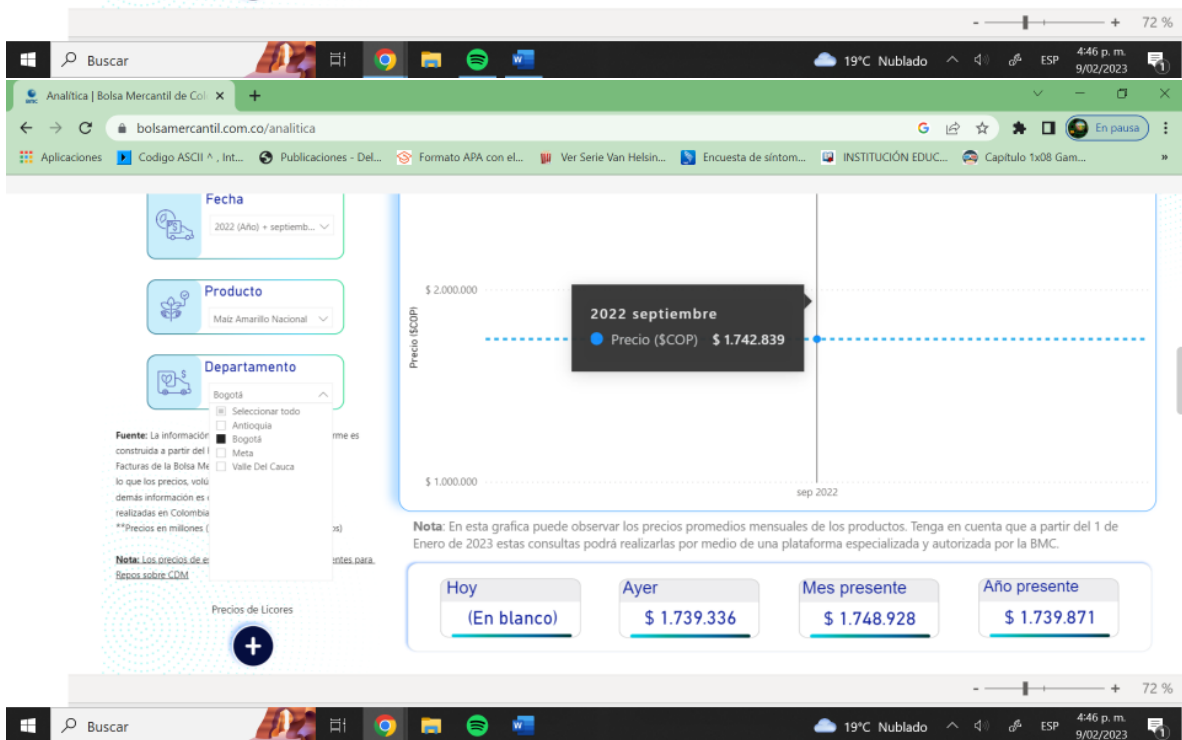 - + 72 %
Buscar
19°C Nublado
ESP
4:46 p. m.
9/02/2023
1
Analítica | Bolsa Mercantil de Col
bolsamercantil.com.co/analitica
G
En pausa
Aplicaciones
Codigo ASCII ^ , Int...
Publicaciones - Del...
Formato APA con el...
Ver Serie Van Helsin...
Encuesta de síntom...
INSTITUCIÓN EDUC...
Capítulo 1x08 Gam...
»
Fecha
2022 (Año) + septiemb...
Producto
Maíz Amarillo Nacional
Departamento
Bogotá
Seleccionar todo
Antioquia
Bogotá
Meta
Valle Del Cauca
Fuente: La información rme es
construida a partir del
Facturas de la Bolsa Me
lo que los precios, volú
demás información es
realizadas en Colombia
**Precios en millones ( os)
Nota: Los precios de e entes para
Repos sobre CDM
Precios de Licores
+
Precio ($COP)
$ 2.000.000
$ 1.000.000
2022 septiembre
Precio ($COP) $ 1.742.839
sep 2022
Nota: En esta grafica puede observar los precios promedios mensuales de los productos. Tenga en cuenta que a partir del 1 de
Enero de 2023 estas consultas podrá realizarlas por medio de una plataforma especializada y autorizada por la BMC.
Hoy
(En blanco)
Ayer
$ 1.739.336
Mes presente
$ 1.748.928
Año presente
$ 1.739.871
- + 72 %
Buscar
19°C Nublado
ESP
4:46 p. m.
9/02/2023
1